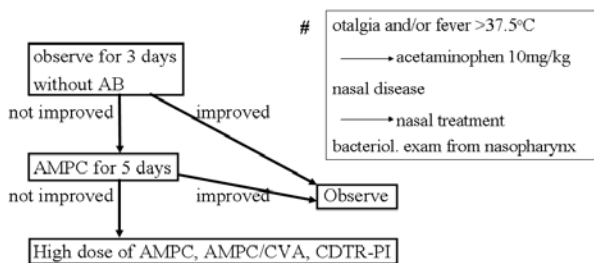 observe for 3 days
without AB
not improved
improved
AMPC for 5 days
not improved
improved
Observe
High dose of AMPC, AMPC/CVA, CDTR-PI
#
otalgia and/or fever >37.5°C
acetaminophen 10mg/kg
nasal disease
nasal treatment
bacteriol. exam from nasopharynx